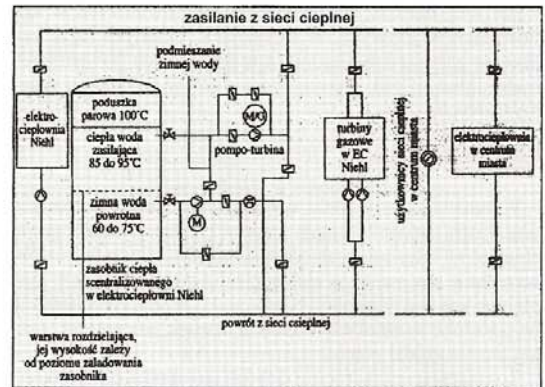 zasilanie z sieci cieplnej
podmieszanie
zimnej wody
poduszka
parowa 100°C
elektro-
ciepłownia
Niehl
ciepła woda
zasilająca
85 do 95°C
M/G
pompo-turbina
turbiny
gazowe
w EC
Niehl
użytkownicy sieci cieplnej
w centrum miasta
elektrociepłownia
w centrum
miasta
zimna woda
powrotna
60 do 75°C
M
zasobnik ciepła
scentralizowanego
w elektrociepłowni Niehl
powrót z sieci csieplnej
warstwa rozdzielająca,
jej wysokość zależy
od poziomu załadowania
zasobnika